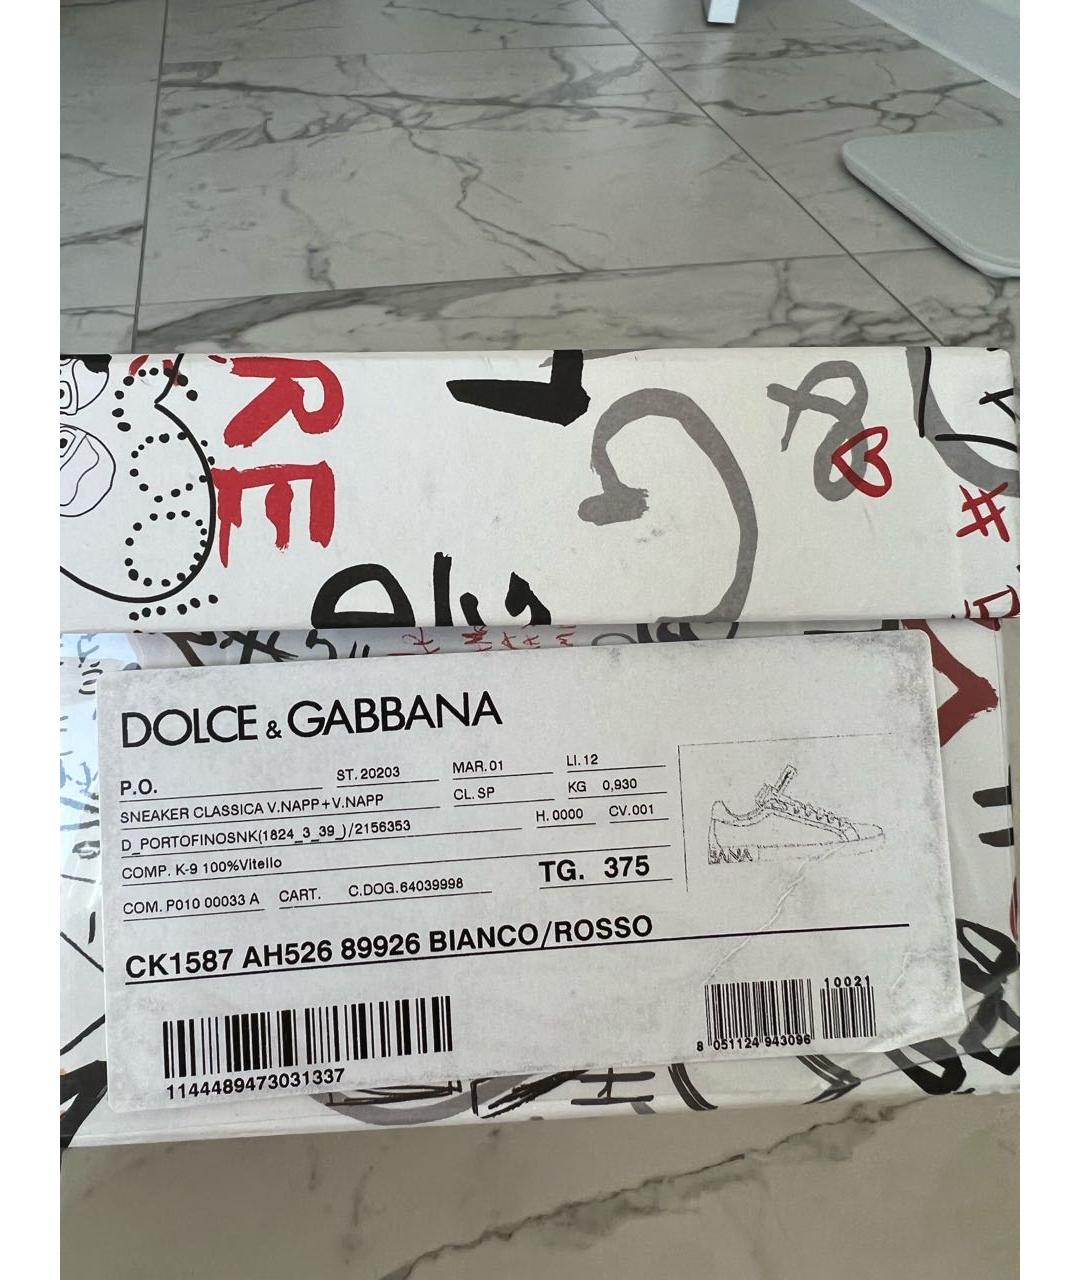 RE
L
&
#
DOLCE & GABBANA
P.O. ST. 20203 MAR. 01 LI. 12
SNEAKER CLASSICA V.NAPP+V.NAPP CL. SP KG 0,930
D_PORTOFINOSNK(1824_3_39_)/2156353 H. 0000 CV. 001
COMP. K-9 100%Vitello TG. 375
COM. P010 00033 A CART. C.DOG. 64039998
BANA
CK1587 AH526 89926 BIANCO/ROSSO
1144489473031337
10021
8 051124 943096